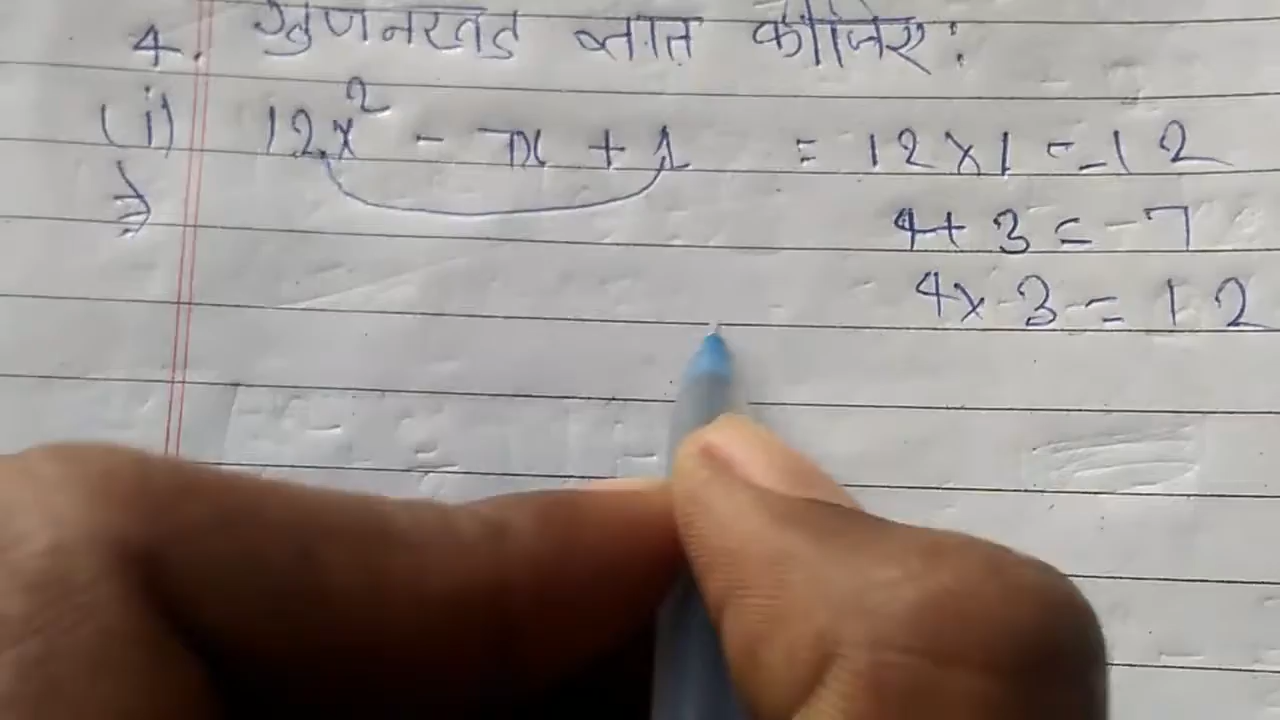 4. गुणनखंड ज्ञात कीजिए:
(i) 12x² - 7x + 1 = 12×1 = 12
⇒ 4+ 3 = -7
4× 3 = 12